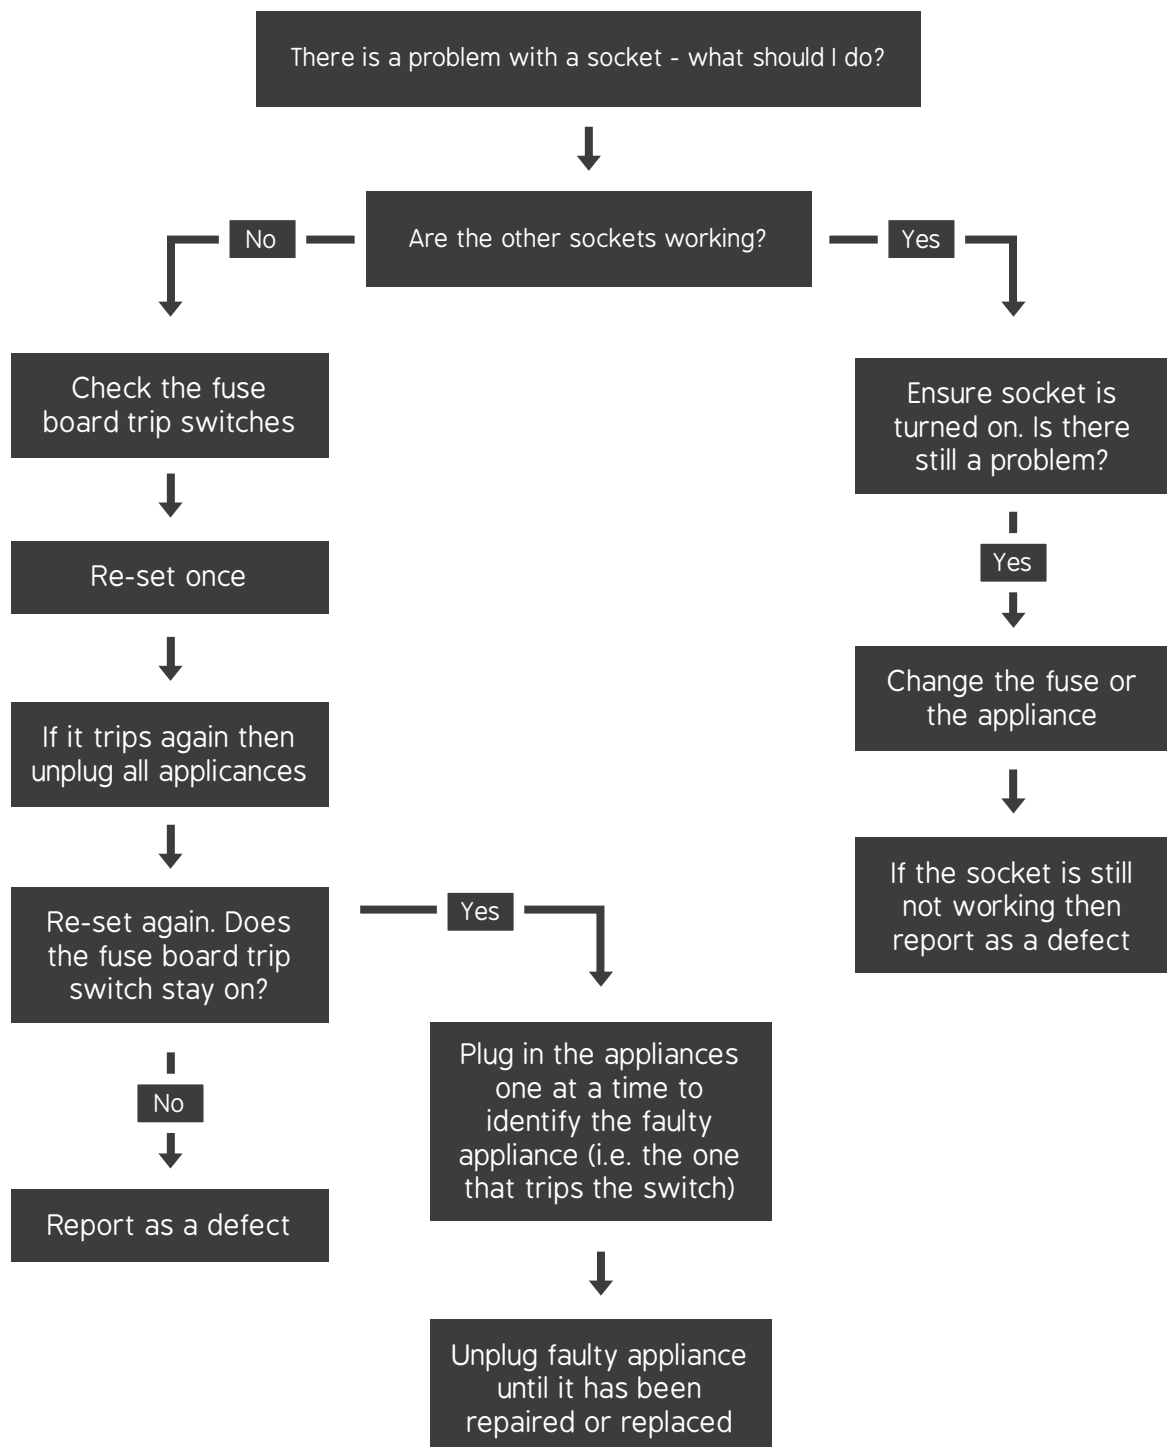 There is a problem with a socket - what should I do?
Are the other sockets working?
No
Yes
Check the fuse
board trip switches
Ensure socket is
turned on. Is there
still a problem?
Re-set once
Yes
Change the fuse or
the appliance
If it trips again then
unplug all applicances
If the socket is still
not working then
report as a defect
Re-set again. Does
the fuse board trip
switch stay on?
Yes
Plug in the appliances
one at a time to
identify the faulty
appliance (i.e. the one
that trips the switch)
No
Report as a defect
Unplug faulty appliance
until it has been
repaired or replaced